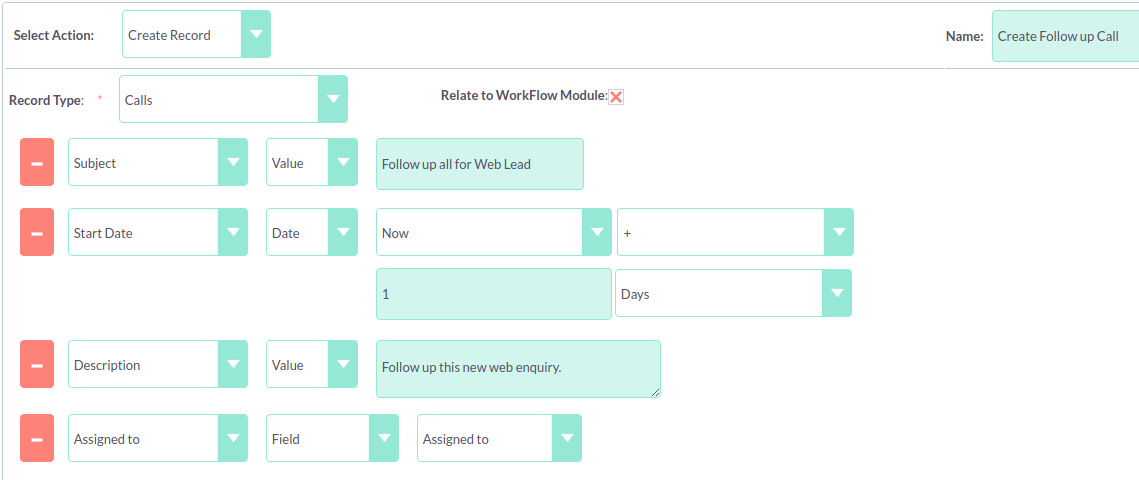 Select Action: Create Record Name: Create Follow up Call
Record Type: * Calls Relate to WorkFlow Module:
Subject Value Follow up all for Web Lead
Start Date Date Now +
1 Days
Description Value Follow up this new web enquiry.
Assigned to Field Assigned to